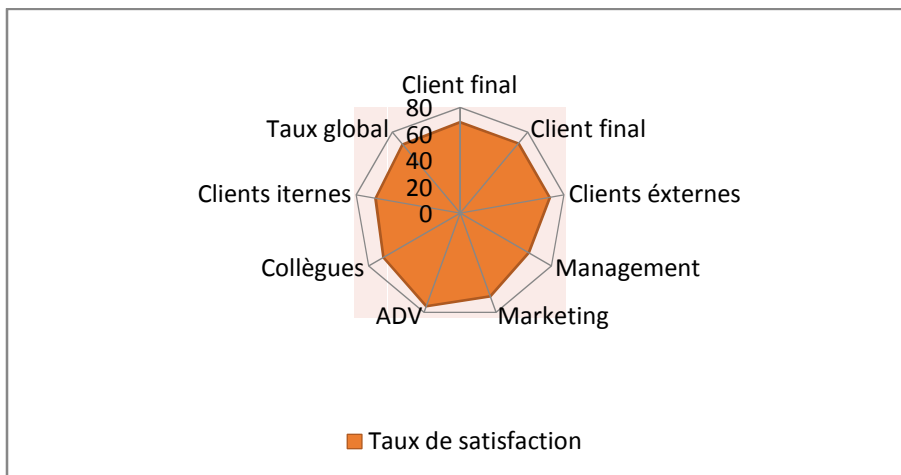 Client final
80
60
40
20
0
Client final
Clients éxternes
Management
Marketing
ADV
Collègues
Clients iternes
Taux global
Taux de satisfaction